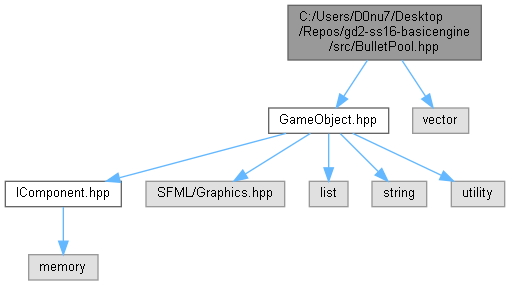 C:/Users/D0nu7/Desktop
/Repos/gd2-ss16-basicengine
/src/BulletPool.hpp
GameObject.hpp
vector
IComponent.hpp
SFML/Graphics.hpp
list
string
utility
memory